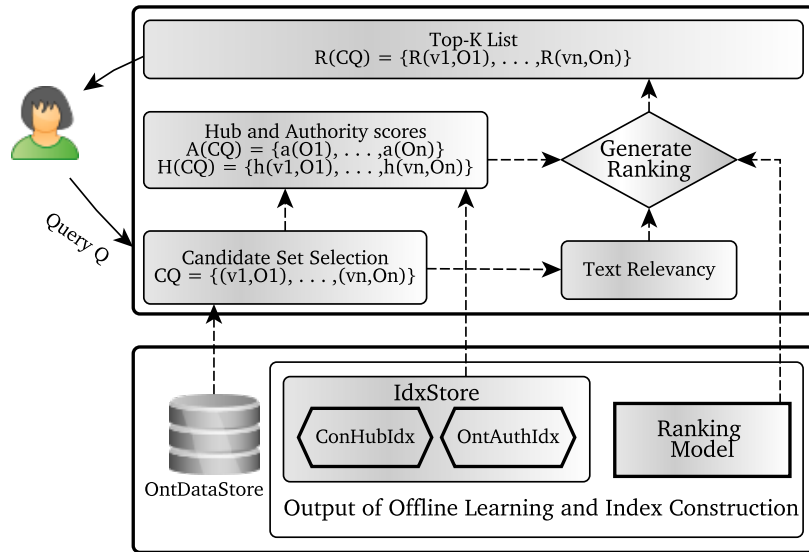 Top-K List
R(CQ) = {R(v1,O1), . . . ,R(vn,On)}
Hub and Authority scores
A(CQ) = {a(O1), . . . ,a(On)}
H(CQ) = {h(v1,O1), . . . ,h(vn,On)}
Generate
Ranking
Query Q
Candidate Set Selection
CQ = {(v1,O1), . . . ,(vn,On)}
Text Relevancy
IdxStore
ConHubIdx
OntAuthIdx
Ranking
Model
OntDataStore
Output of Offline Learning and Index Construction